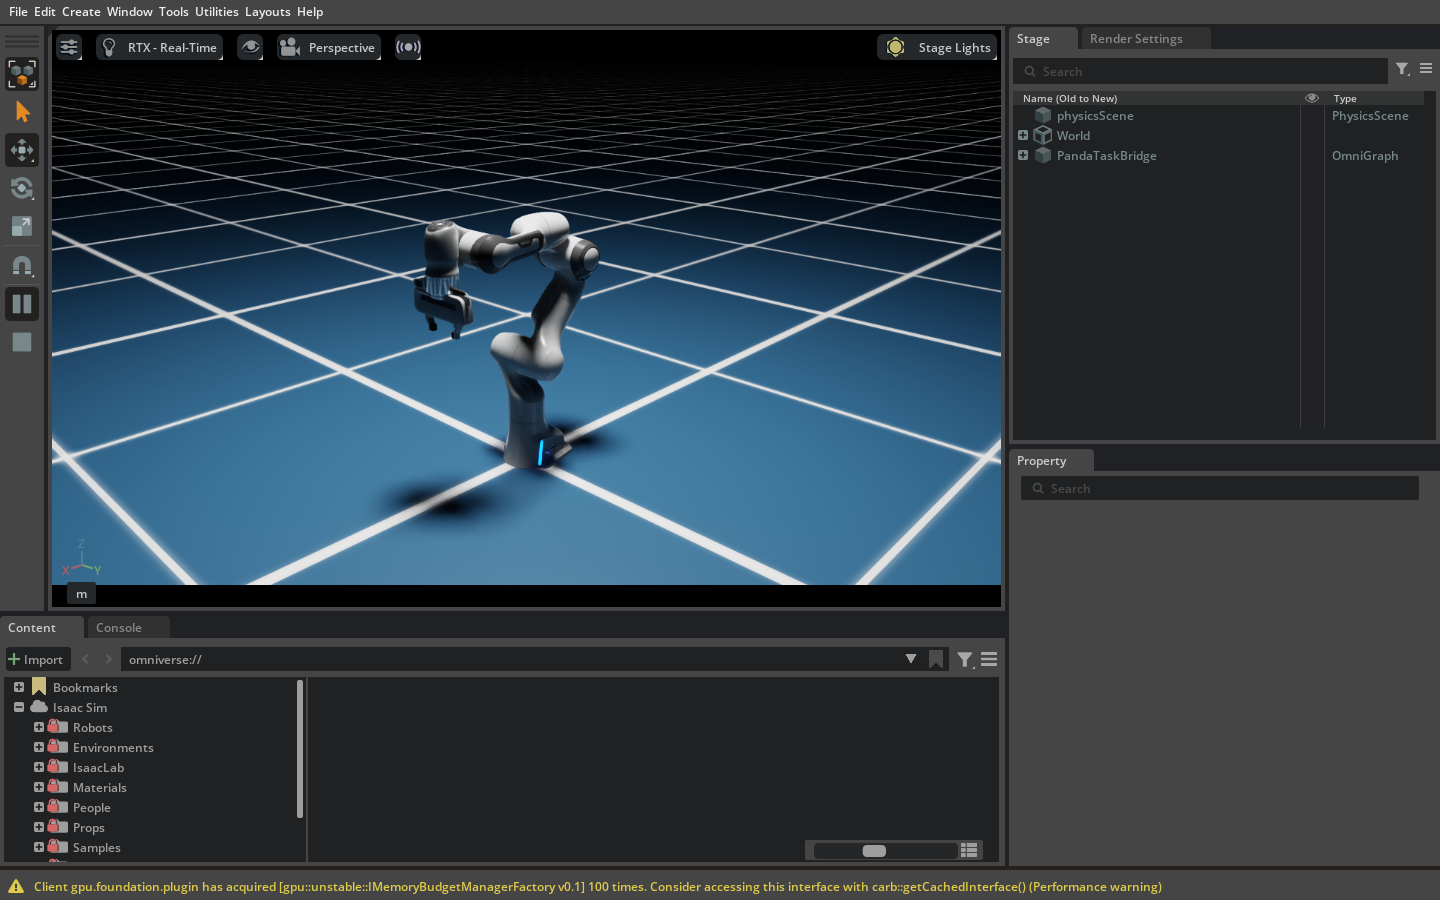 File Edit Create Window Tools Utilities Layouts Help
RTX - Real-Time
Perspective
Stage Lights
Z
X
Y
m
Stage
Render Settings
Search
Name (Old to New)
Type
physicsScene
PhysicsScene
World
PandaTaskBridge
OmniGraph
Property
Search
Content
Console
Import
omniverse://
Bookmarks
Isaac Sim
Robots
Environments
IsaacLab
Materials
People
Props
Samples
Client gpu.foundation.plugin has acquired [gpu::unstable::IMemoryBudgetManagerFactory v0.1] 100 times. Consider accessing this interface with carb::getCachedInterface() (Performance warning)